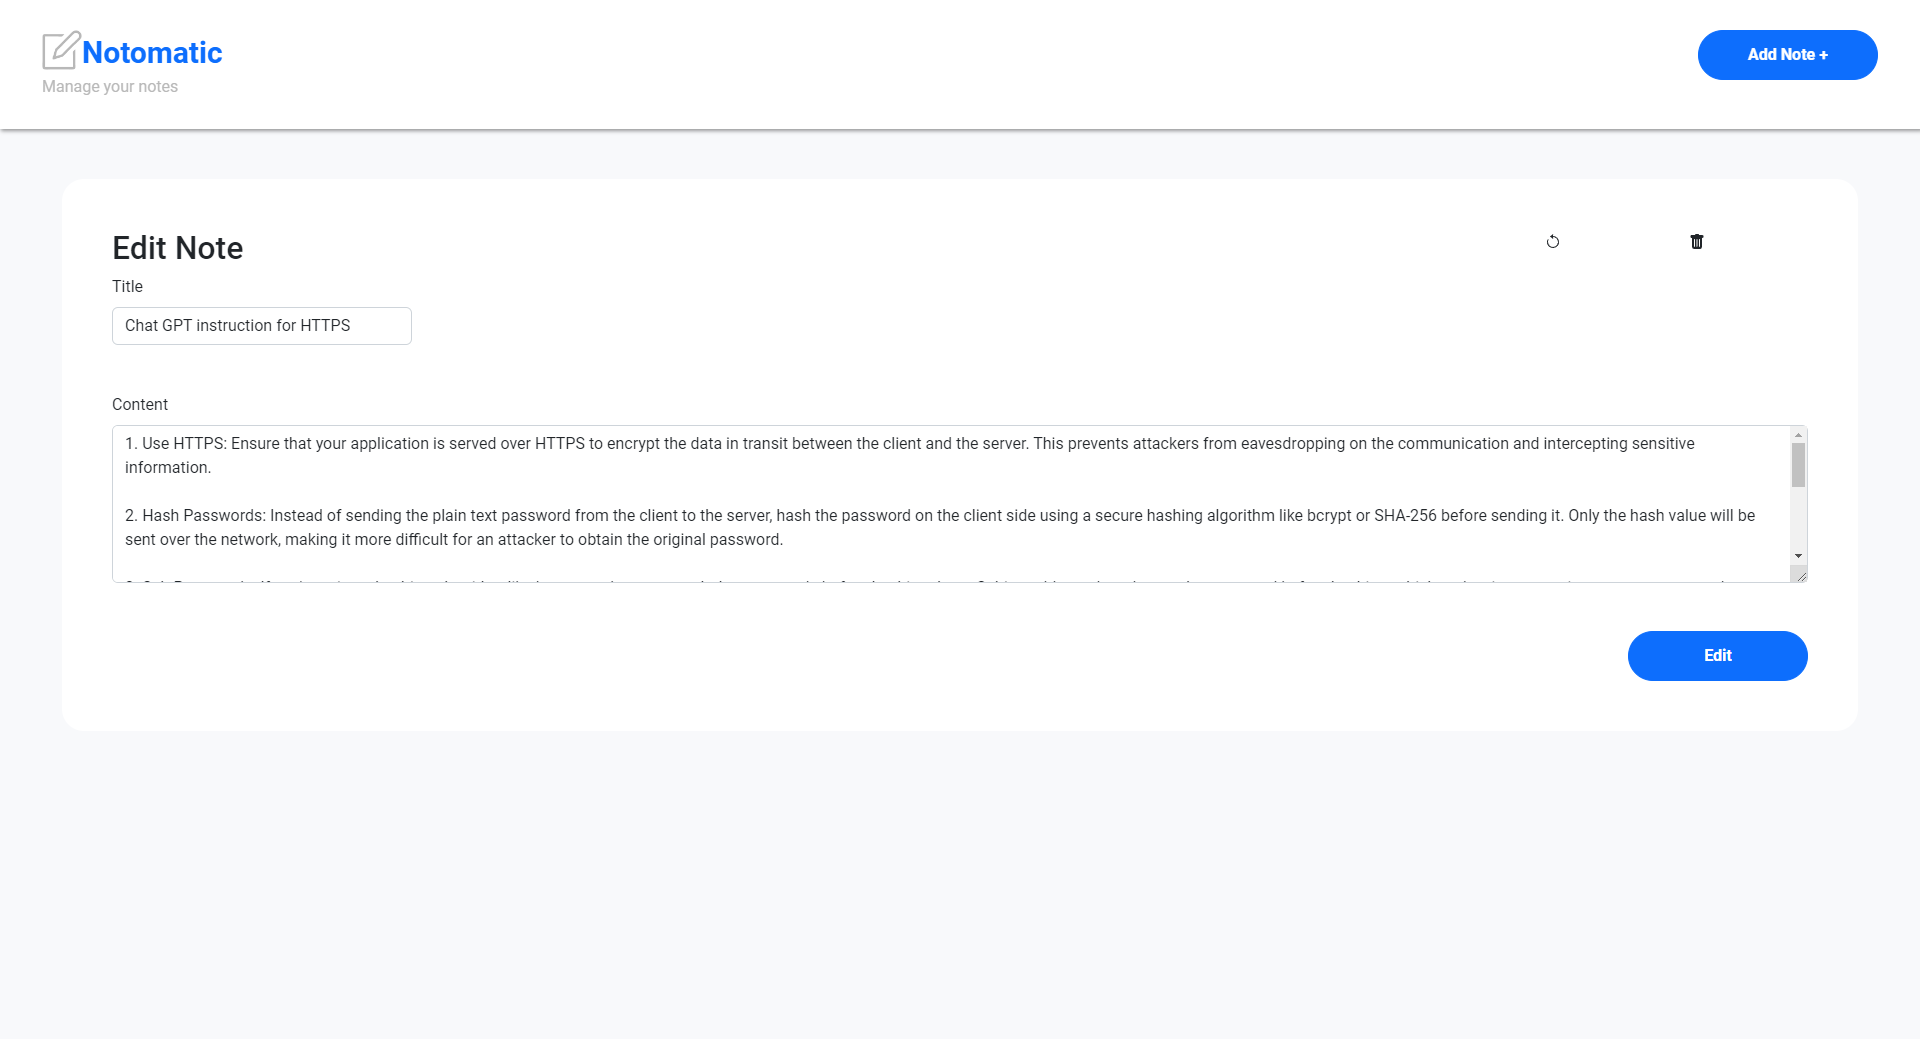 Notomatic
Manage your notes
Add Note +
Edit Note
Title
Chat GPT instruction for HTTPS
Content
1. Use HTTPS: Ensure that your application is served over HTTPS to encrypt the data in transit between the client and the server. This prevents attackers from eavesdropping on the communication and intercepting sensitive
information.
2. Hash Passwords: Instead of sending the plain text password from the client to the server, hash the password on the client side using a secure hashing algorithm like bcrypt or SHA-256 before sending it. Only the hash value will be
sent over the network, making it more difficult for an attacker to obtain the original password.
Edit